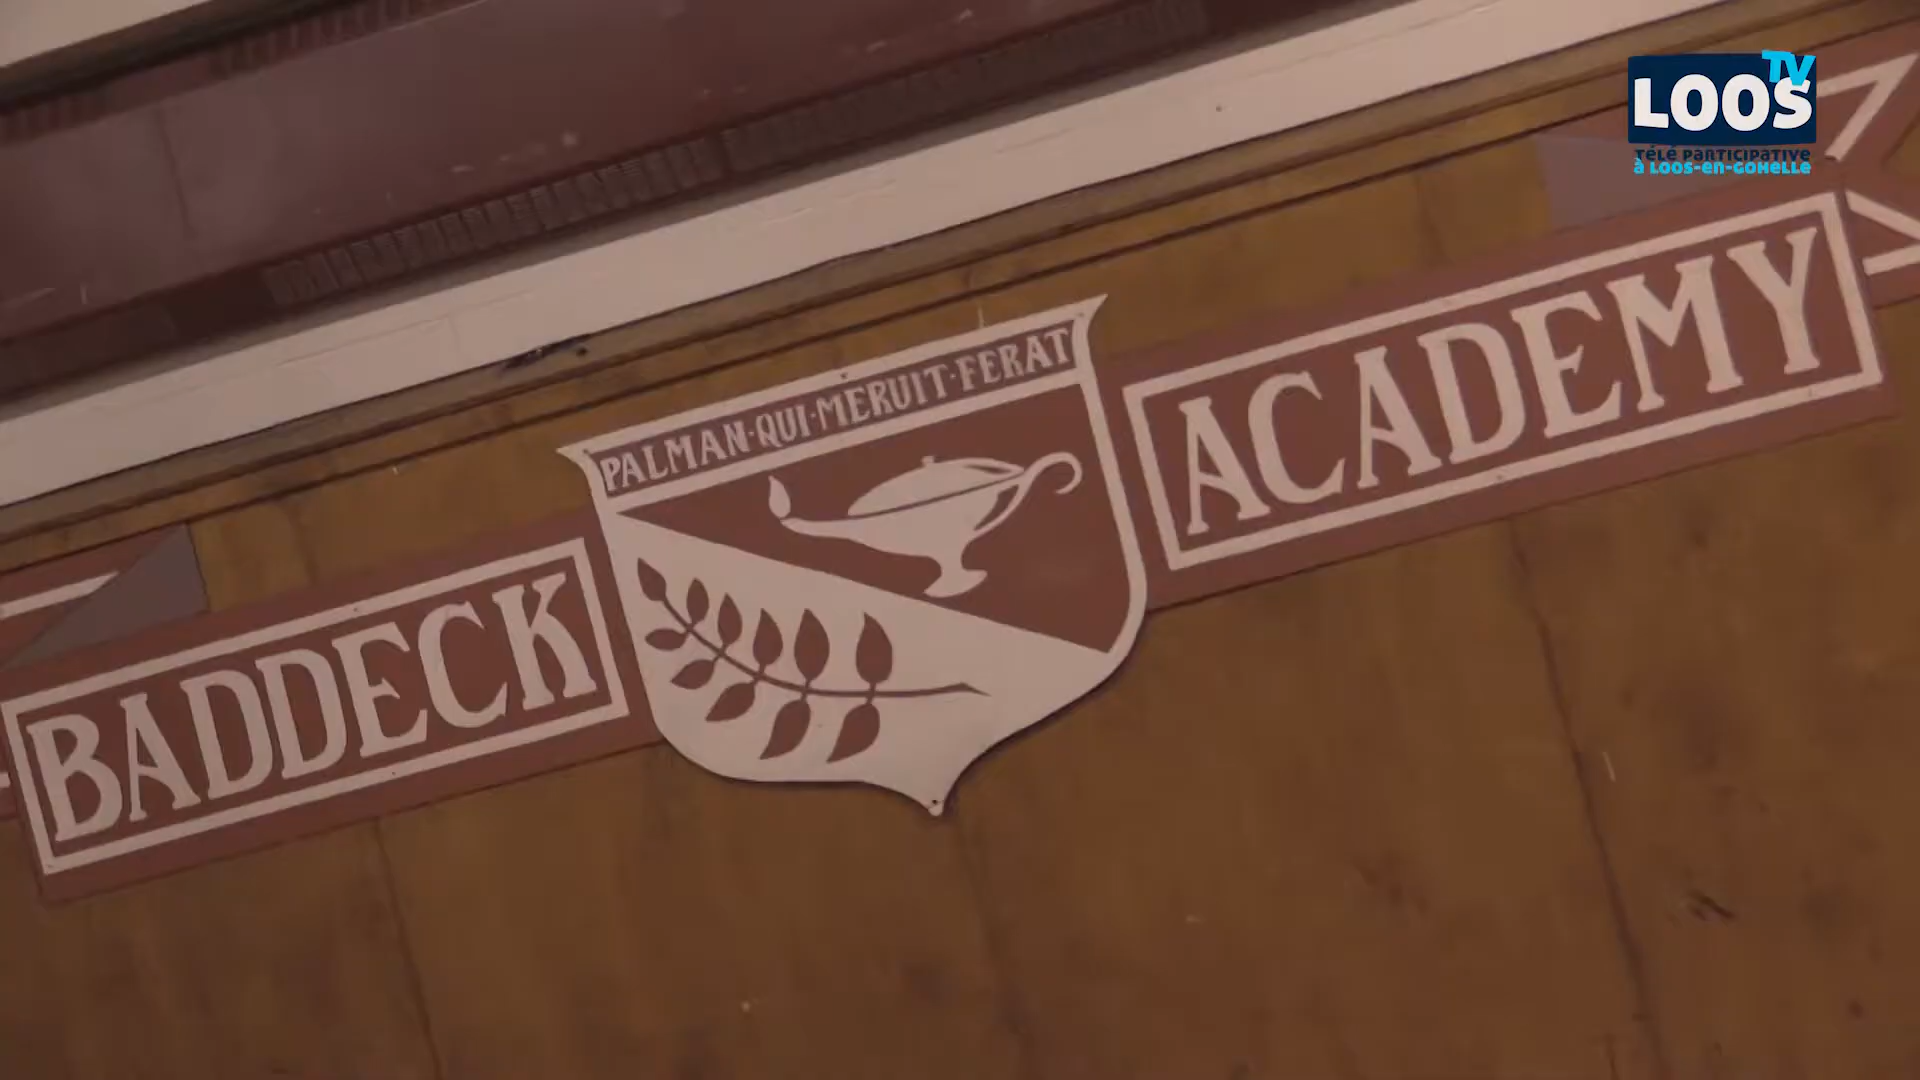 LOOS TV
TÉLÉ PARTICIPATIVE
à LOOS-en-GOHELLE
PALMAN·QUI·MERUIT·FERAT
BADDECK ACADEMY